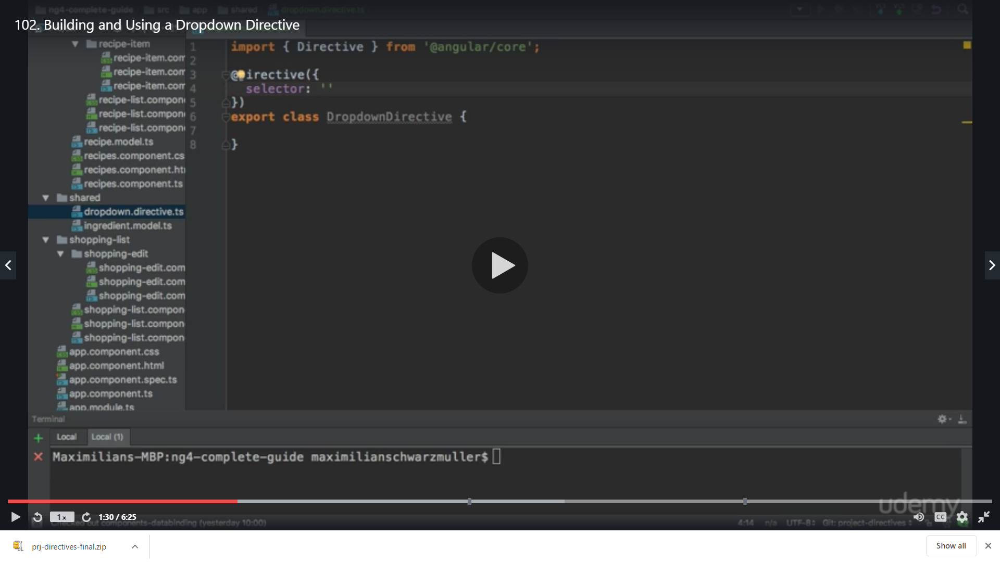 ng4-complete-guide src app shared dropdown.directive.ts
102. Building and Using a Dropdown Directive
recipe-item
recipe-item.com
recipe-item.com
recipe-item.com
recipe-list.compone
recipe-list.compone
recipe-list.compone
recipe.model.ts
recipes.component.cs
recipes.component.ht
recipes.component.ts
shared
dropdown.directive.ts
ingredient.model.ts
shopping-list
shopping-edit
shopping-edit.com
shopping-edit.com
shopping-edit.com
shopping-list.compon
shopping-list.compon
shopping-list.compon
app.component.css
app.component.html
app.component.spec.ts
app.component.ts
app.module.ts
1 import { Directive } from '@angular/core';
2
3 @Directive({
4 selector: ''
5 })
6 export class DropdownDirective {
7
8 }
Terminal
Local Local (1)
Maximilians-MBP:ng4-complete-guide maximilianschwarzmuller$
udemy
1x 1:30 / 6:25 CC
Checked out components-databinding (yesterday 10:00) 4:14 n/a UTF-8 Git: project-directives
prj-directives-final.zip Show all